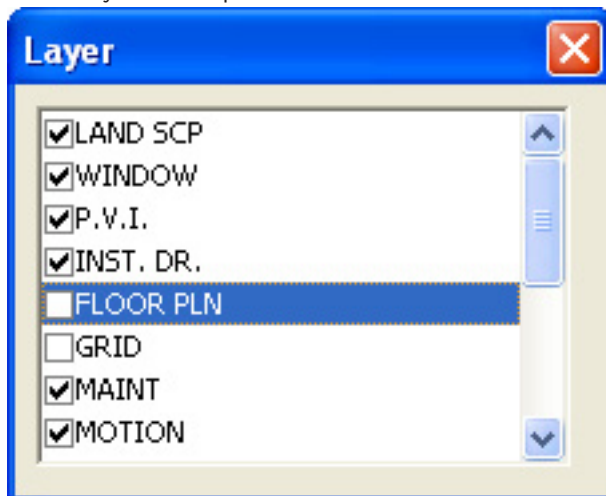 Layer
LAND SCP
WINDOW
P.V.I.
INST. DR.
FLOOR PLN
GRID
MAINT
MOTION